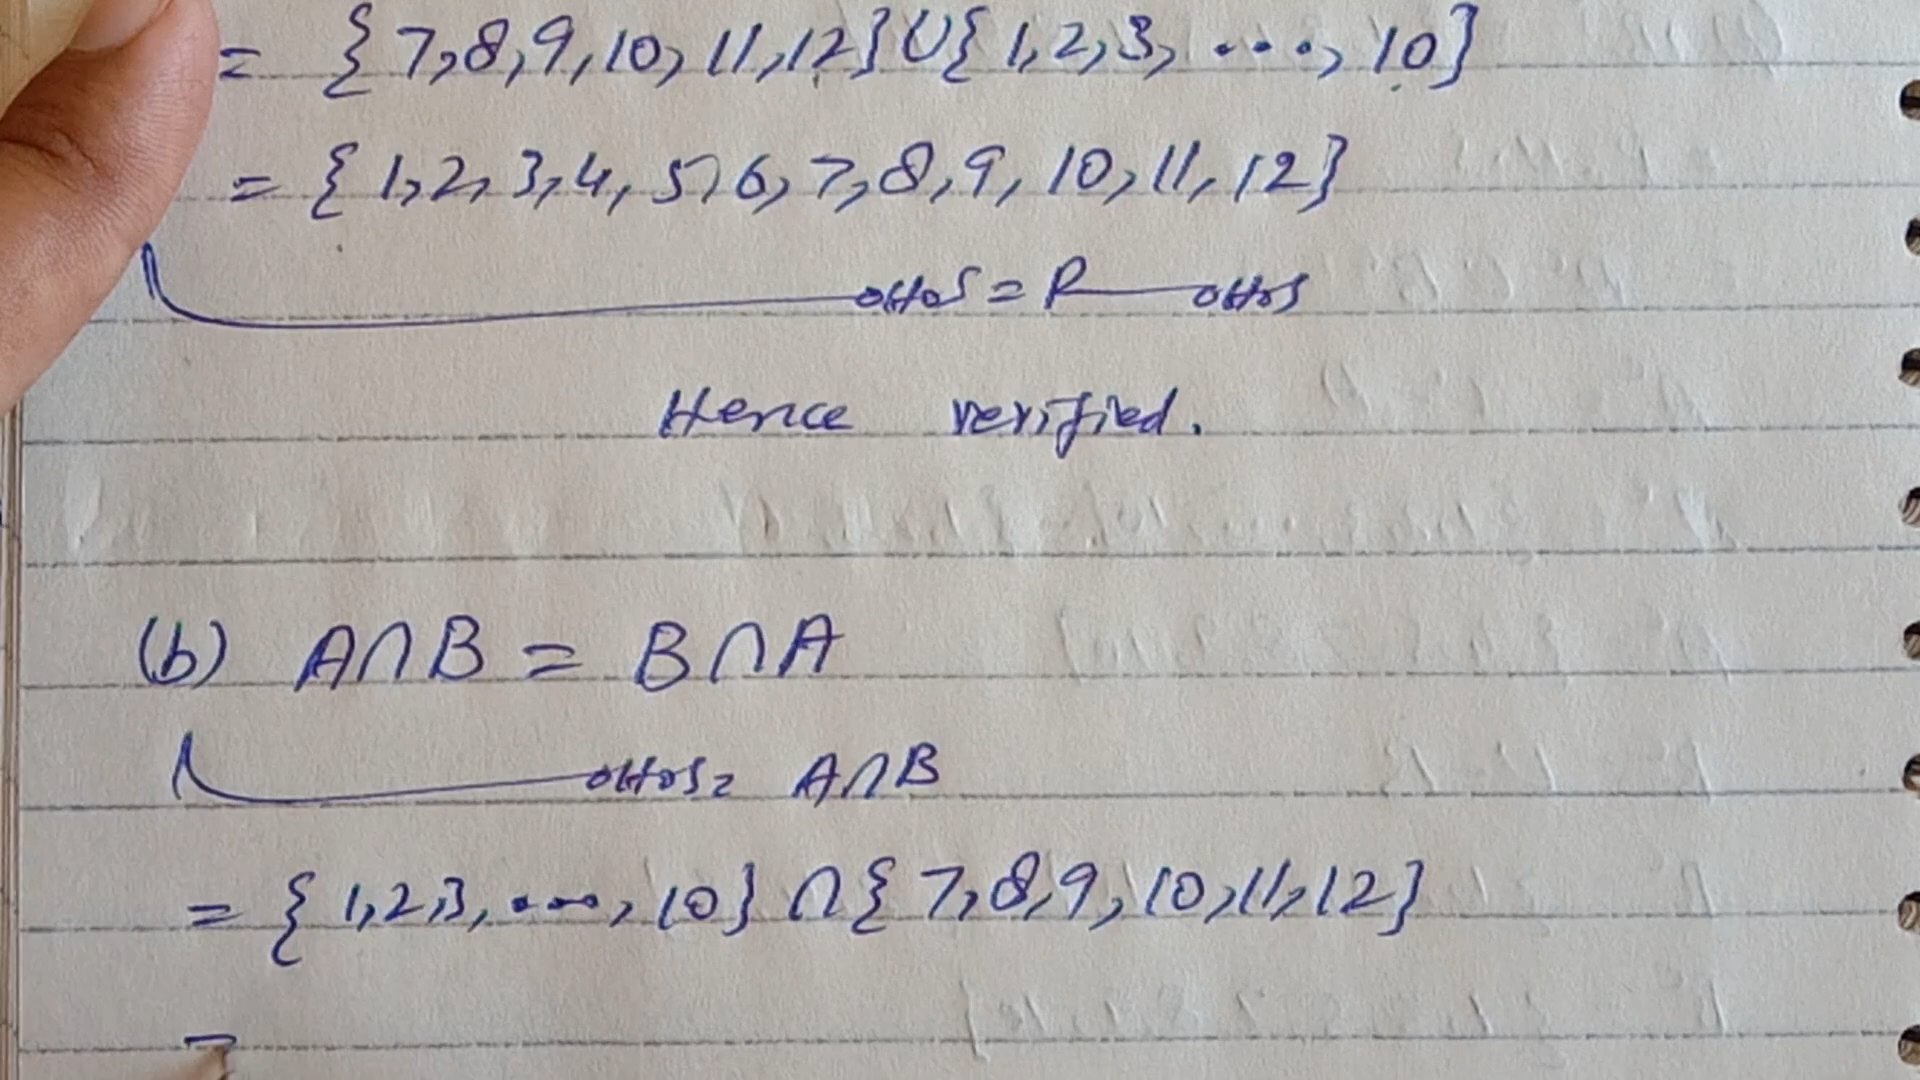 = {7,8,9,10,11,12}∪{1,2,3,...,10}
= {1,2,3,4,5,6,7,8,9,10,11,12}
L.H.S = R.H.S
Hence verified.
(b) A∩B = B∩A
L.H.S = A∩B
= {1,2,3,....,10}∩{7,8,9,10,11,12}
=